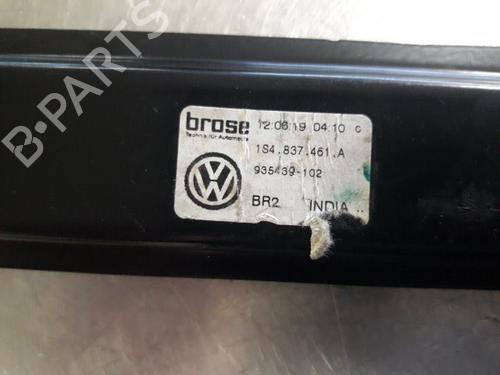 brose 12.06.19 04:10 c
Technik für Automobile
1S4.837.461.A
935439-102
BR2 INDIA ..
B-PARTS